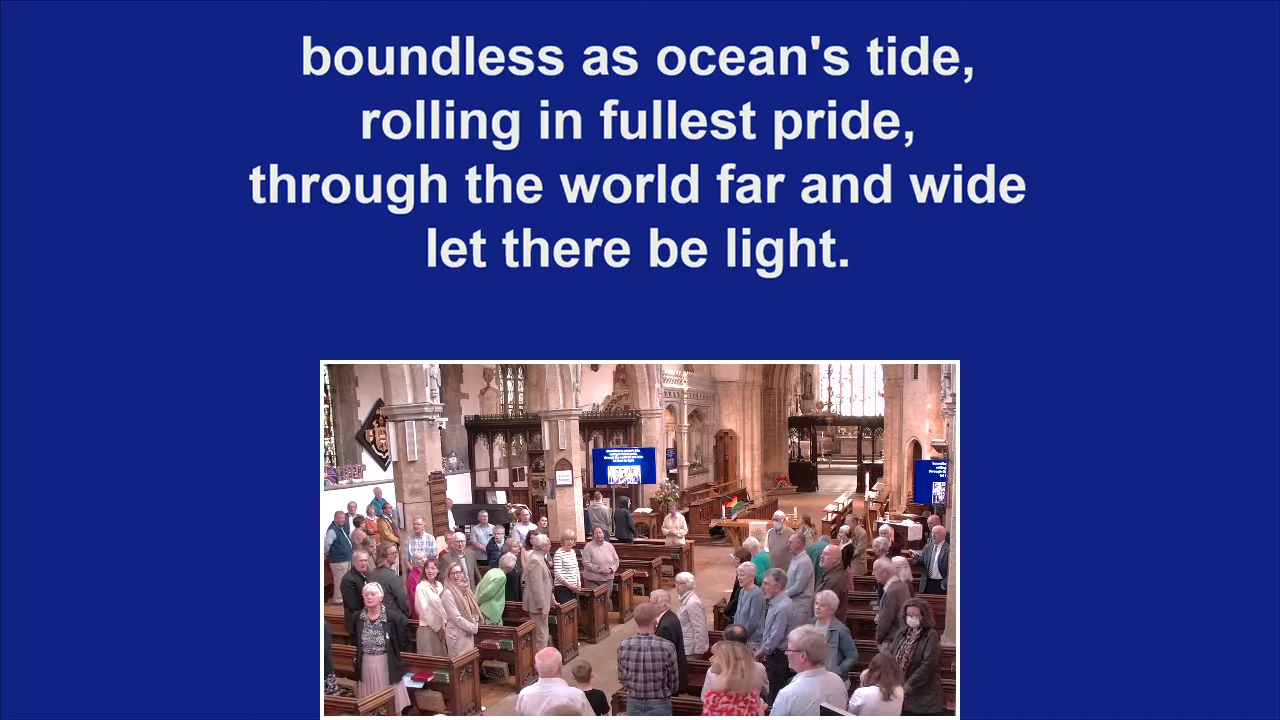 boundless as ocean's tide,
rolling in fullest pride,
through the world far and wide
let there be light.